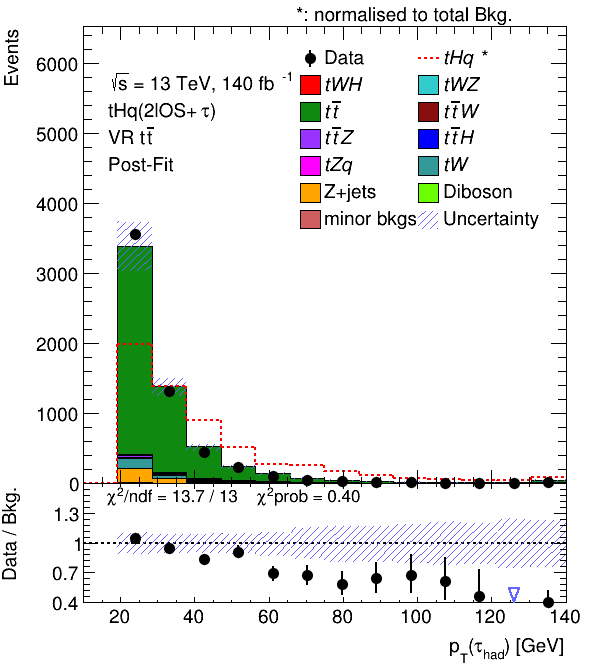 *: normalised to total Bkg.
Events
6000
5000
4000
3000
2000
1000
0
√s = 13 TeV, 140 fb⁻¹
tHq(2lOS+ τ)
VR tt̄
Post-Fit
Data
tHq *
tWH
tWZ
tt̄
tt̄W
tt̄Z
tt̄H
tZq
tW
Z+jets
Diboson
minor bkgs
Uncertainty
χ²/ndf = 13.7 / 13 χ²prob = 0.40
Data / Bkg.
1.3
1
0.7
0.4
20 40 60 80 100 120 140
p_T(τ_had) [GeV]